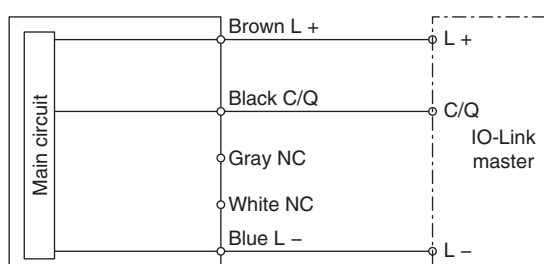 Brown L +
L +
Black C/Q
C/Q
Main circuit
IO-Link
master
Gray NC
White NC
Blue L −
L −